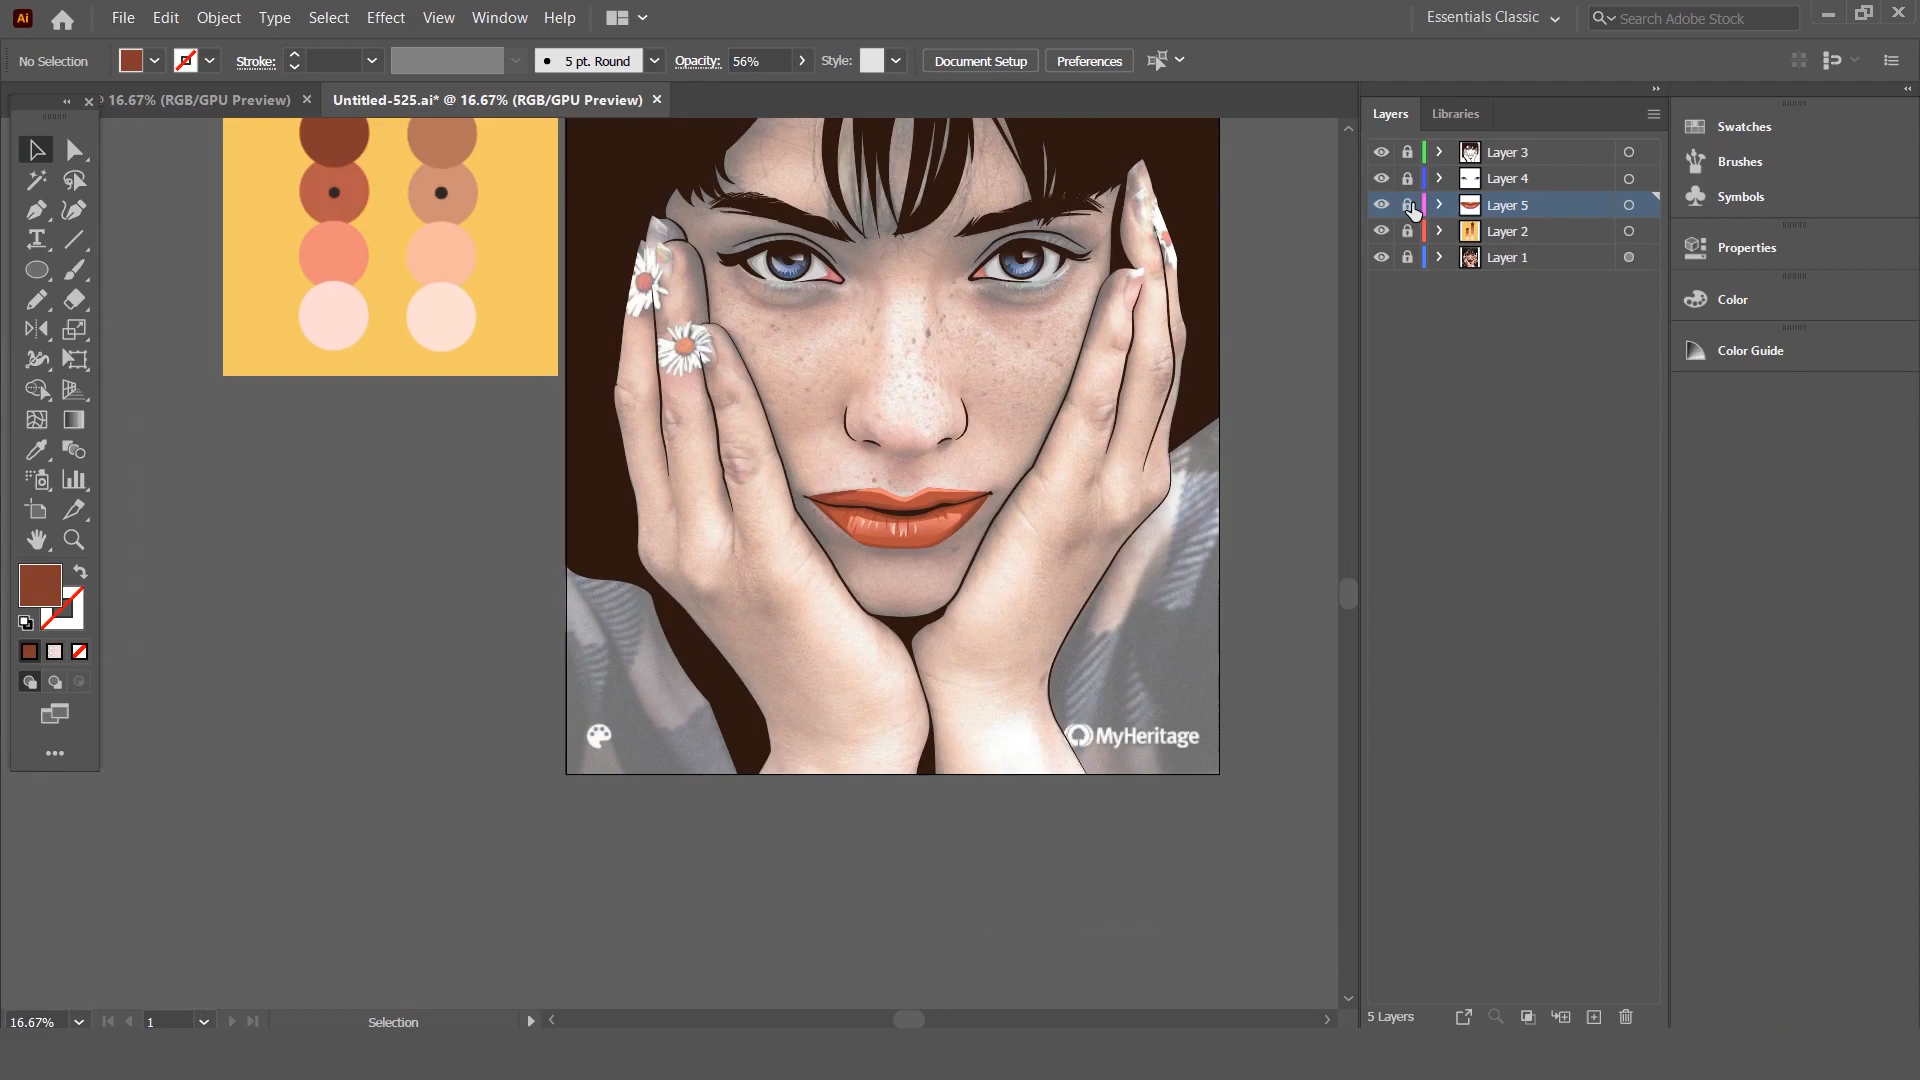 Ai File Edit Object Type Select Effect View Window Help Essentials Classic Search Adobe Stock
No Selection Stroke: 5 pt. Round Opacity: 56% Style: Document Setup Preferences
@ 16.67% (RGB/GPU Preview) × Untitled-525.ai* @ 16.67% (RGB/GPU Preview) ×
Layers Libraries
Layer 3
Layer 4
Layer 5
Layer 2
Layer 1
Swatches
Brushes
Symbols
Properties
Color
Color Guide
MyHeritage
16.67% 1 Selection
5 Layers